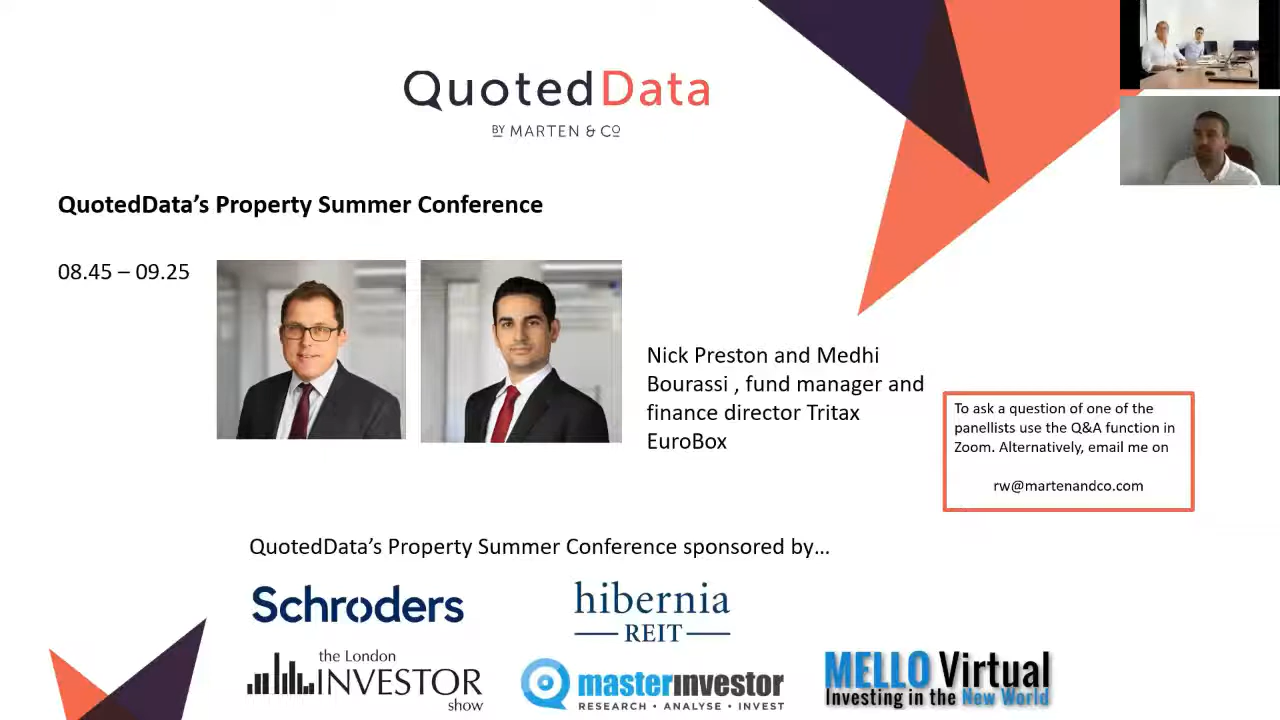 QuotedData
BY MARTEN & CO
QuotedData's Property Summer Conference
08.45 – 09.25
Nick Preston and Medhi
Bourassi , fund manager and
finance director Tritax
EuroBox
To ask a question of one of the
panellists use the Q&A function in
Zoom. Alternatively, email me on
rw@martenandco.com
QuotedData's Property Summer Conference sponsored by...
Schroders
hibernia
REIT
the London
INVESTOR
show
masterinvestor
RESEARCH • ANALYSE • INVEST
MELLO Virtual
Investing in the New World